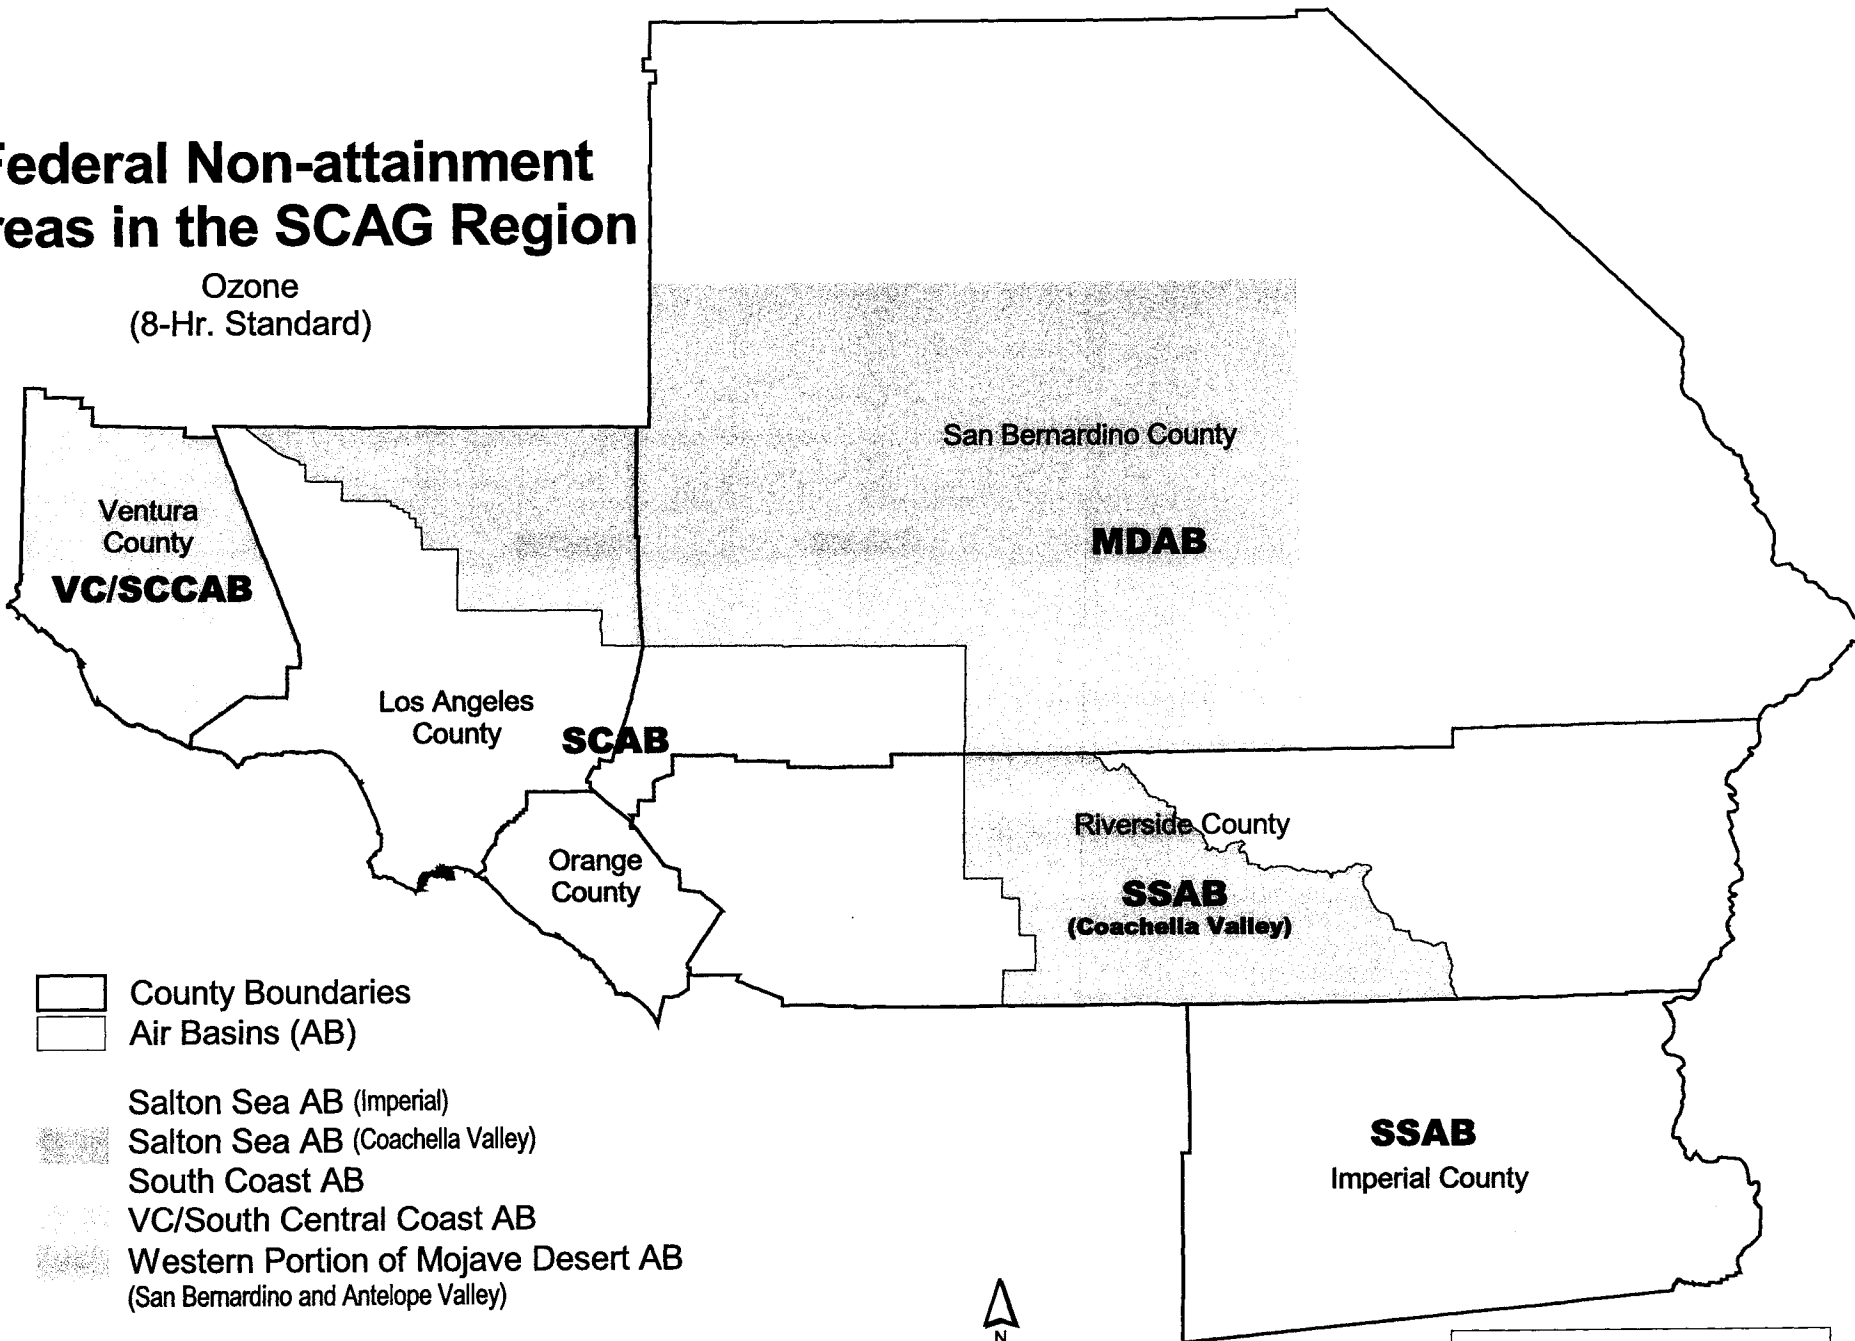 Federal Non-attainment
reas in the SCAG Region
Ozone
(8-Hr. Standard)
San Bernardino County
MDAB
Ventura
County
VC/SCCAB
Los Angeles
County
SCAB
Orange
County
Riverside County
SSAB
(Coachella Valley)
SSAB
Imperial County
County Boundaries
Air Basins (AB)
Salton Sea AB (Imperial)
Salton Sea AB (Coachella Valley)
South Coast AB
VC/South Central Coast AB
Western Portion of Mojave Desert AB
(San Bernardino and Antelope Valley)
N